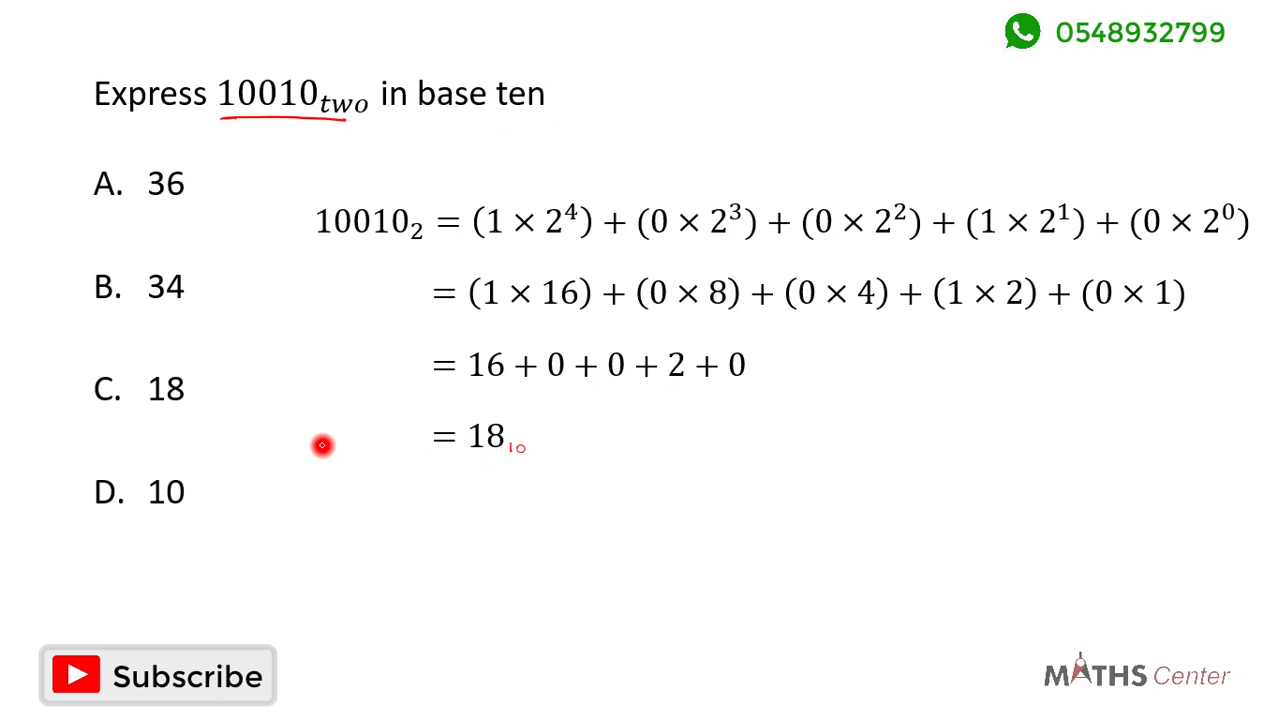 0548932799
Express 10010two in base ten
A. 36
10010₂ = (1 × 2⁴) + (0 × 2³) + (0 × 2²) + (1 × 2¹) + (0 × 2⁰)
B. 34
= (1 × 16) + (0 × 8) + (0 × 4) + (1 × 2) + (0 × 1)
= 16 + 0 + 0 + 2 + 0
C. 18
= 18₁₀
D. 10
Subscribe
MATHS Center